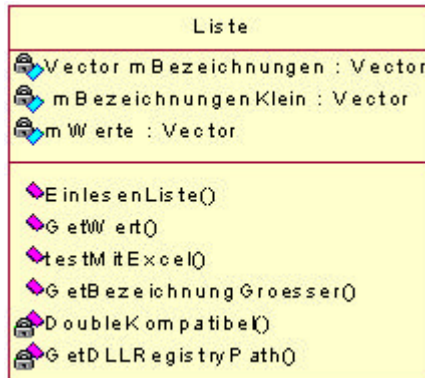 Liste
Vector mBezeichnungen : Vector
mBezeichnungenKlein : Vector
mWerte : Vector
EinlesenListe()
GetWert()
testMitExcel()
GetBezeichnungGroesser()
DoubleKompatibel()
GetDLLRegistryPath()